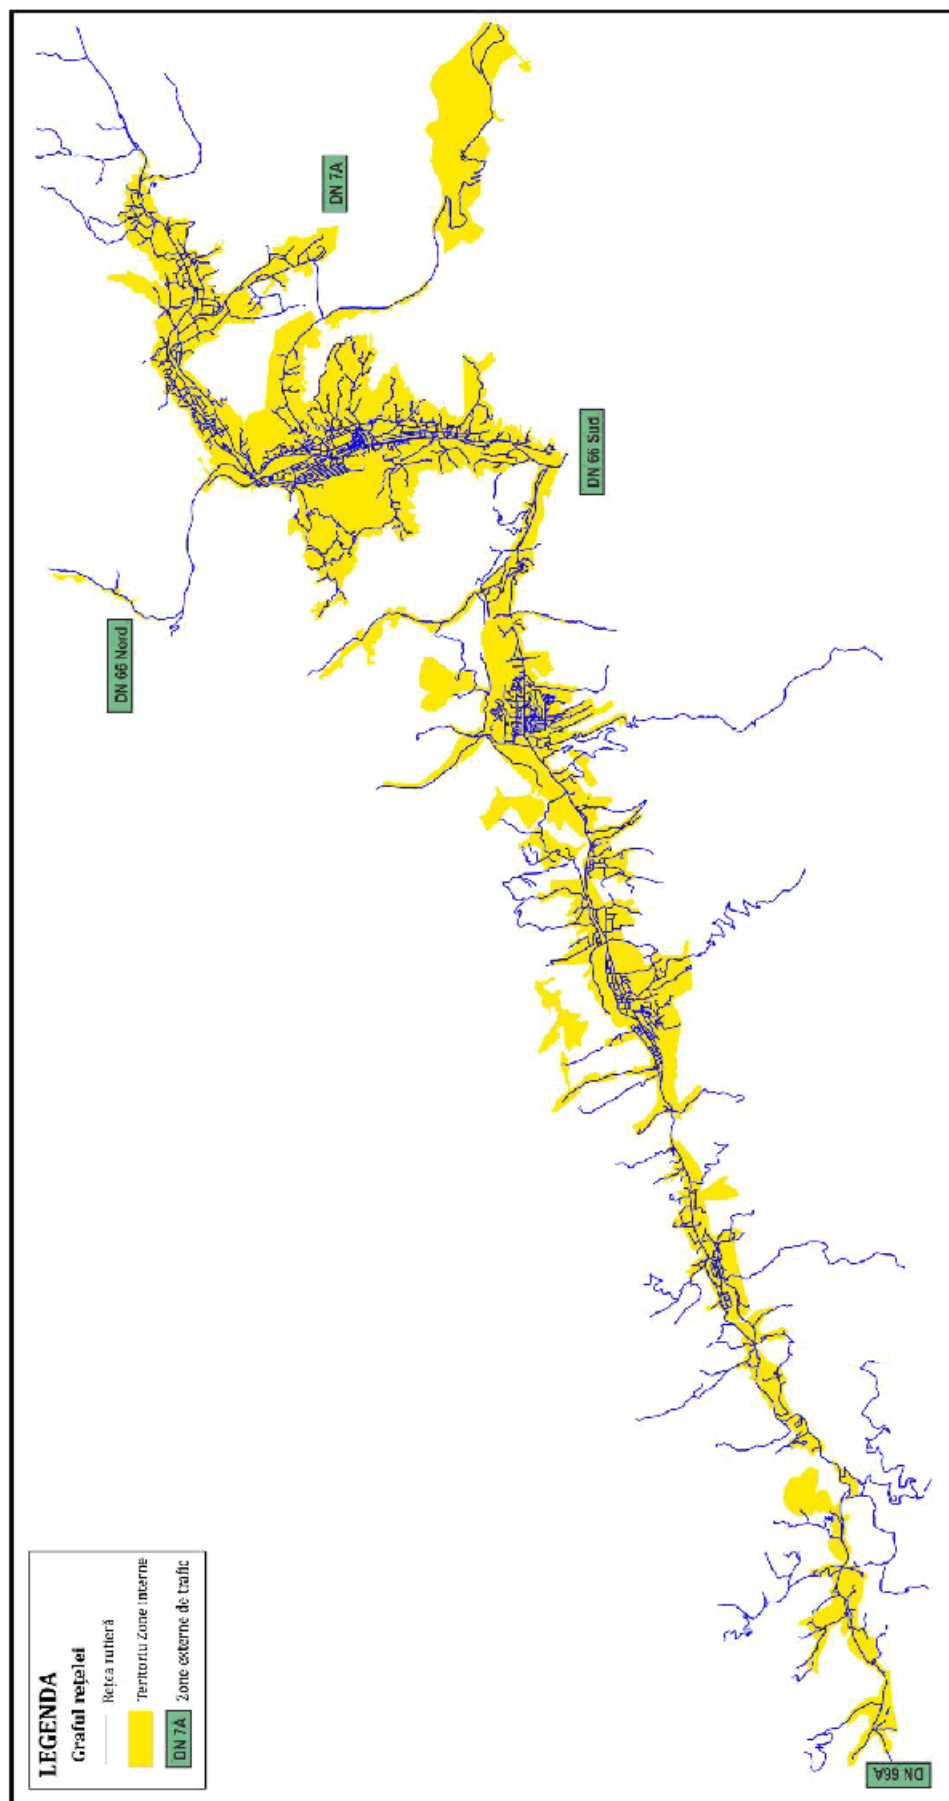 LEGENDA
Graful rețelei
Rețea rutieră
Teritoriu Zone interne
DN 7A
Zone externe de trafic
DN 66A
DN 66 Nord
DN 66 Sud
DN 7A